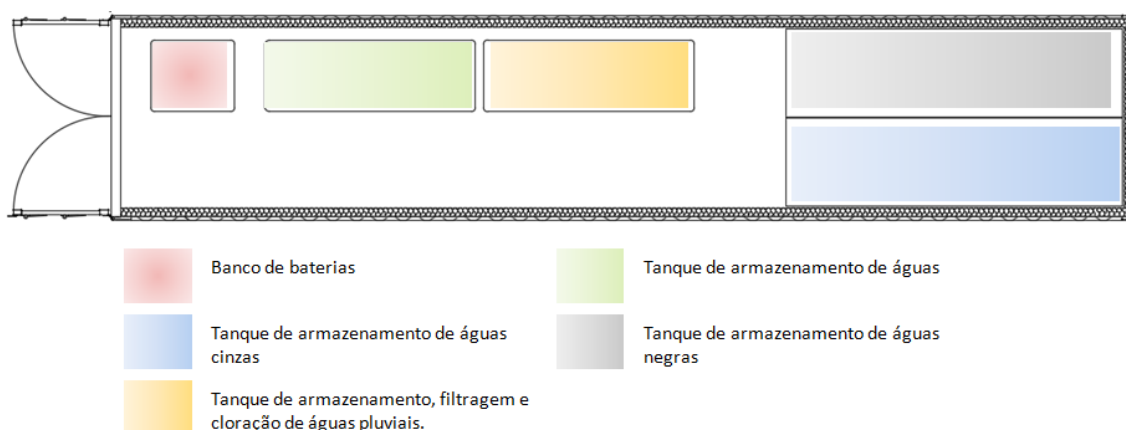 Banco de baterias
Tanque de armazenamento de águas
Tanque de armazenamento de águas
cinzas
Tanque de armazenamento de águas
negras
Tanque de armazenamento, filtragem e
cloração de águas pluviais.